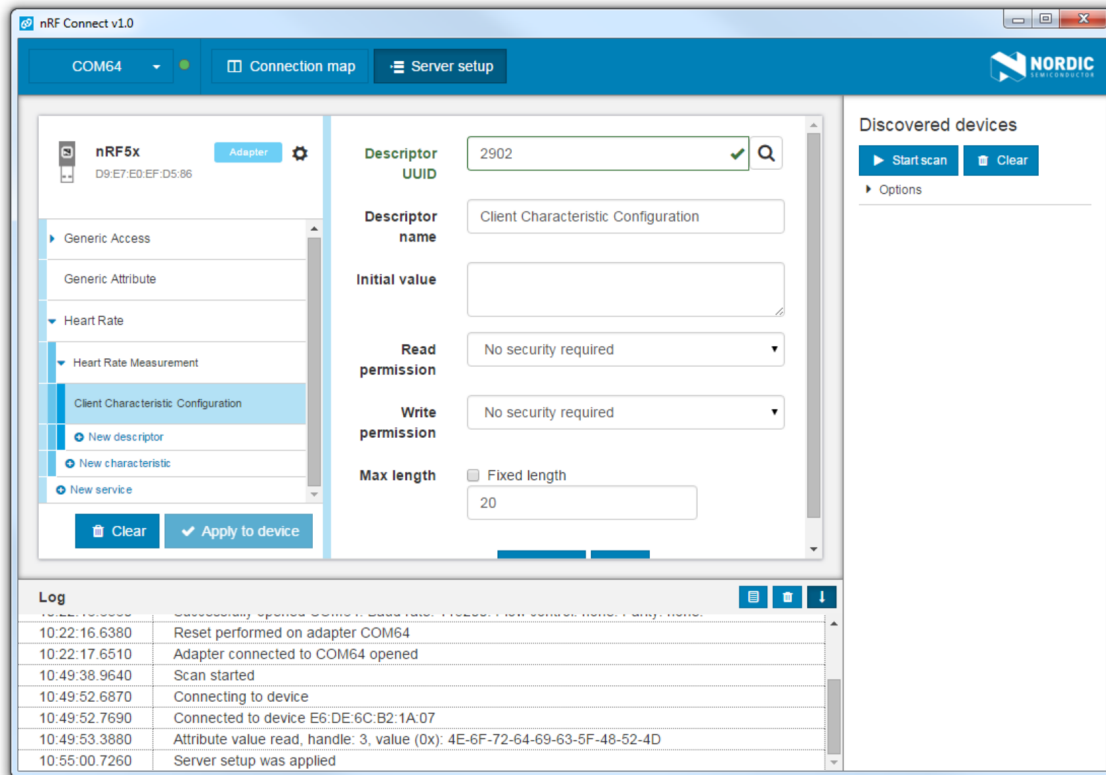 nRF Connect v1.0
COM64
Connection map
Server setup
NORDIC
SEMICONDUCTOR
nRF5x
Adapter
D9:E7:E0:EF:D5:86
Generic Access
Generic Attribute
Heart Rate
Heart Rate Measurement
Client Characteristic Configuration
New descriptor
New characteristic
New service
Clear
Apply to device
Descriptor UUID
2902
Descriptor name
Client Characteristic Configuration
Initial value
Read permission
No security required
Write permission
No security required
Max length
Fixed length
20
Discovered devices
Start scan
Clear
Options
Log
10:22:16.6380 Reset performed on adapter COM64
10:22:17.6510 Adapter connected to COM64 opened
10:49:38.9640 Scan started
10:49:52.6870 Connecting to device
10:49:52.7690 Connected to device E6:DE:6C:B2:1A:07
10:49:53.3880 Attribute value read, handle: 3, value (0x): 4E-6F-72-64-69-63-5F-48-52-4D
10:55:00.7260 Server setup was applied